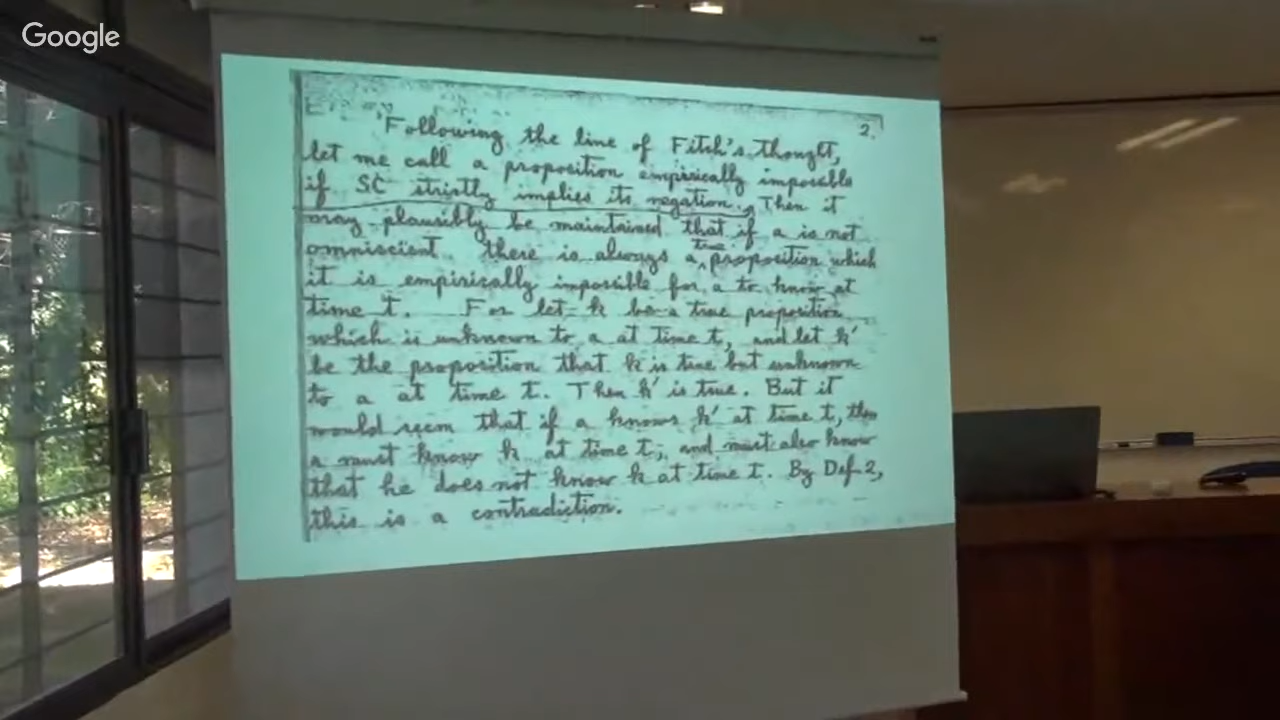 Google
2.
Following the line of Fitch's thought,
let me call a proposition empirically impossible
if SC strictly implies its negation. Then it
may plausibly be maintained that if a is not
omniscient there is always a true proposition which
it is empirically impossible for a to know at
time t. For let k be a true proposition
which is unknown to a at time t, and let k'
be the proposition that k is true but unknown
to a at time t. Then k' is true. But it
would seem that if a knows k' at time t, then
a must know k at time t, and must also know
that he does not know k at time t. By Def. 2,
this is a contradiction.